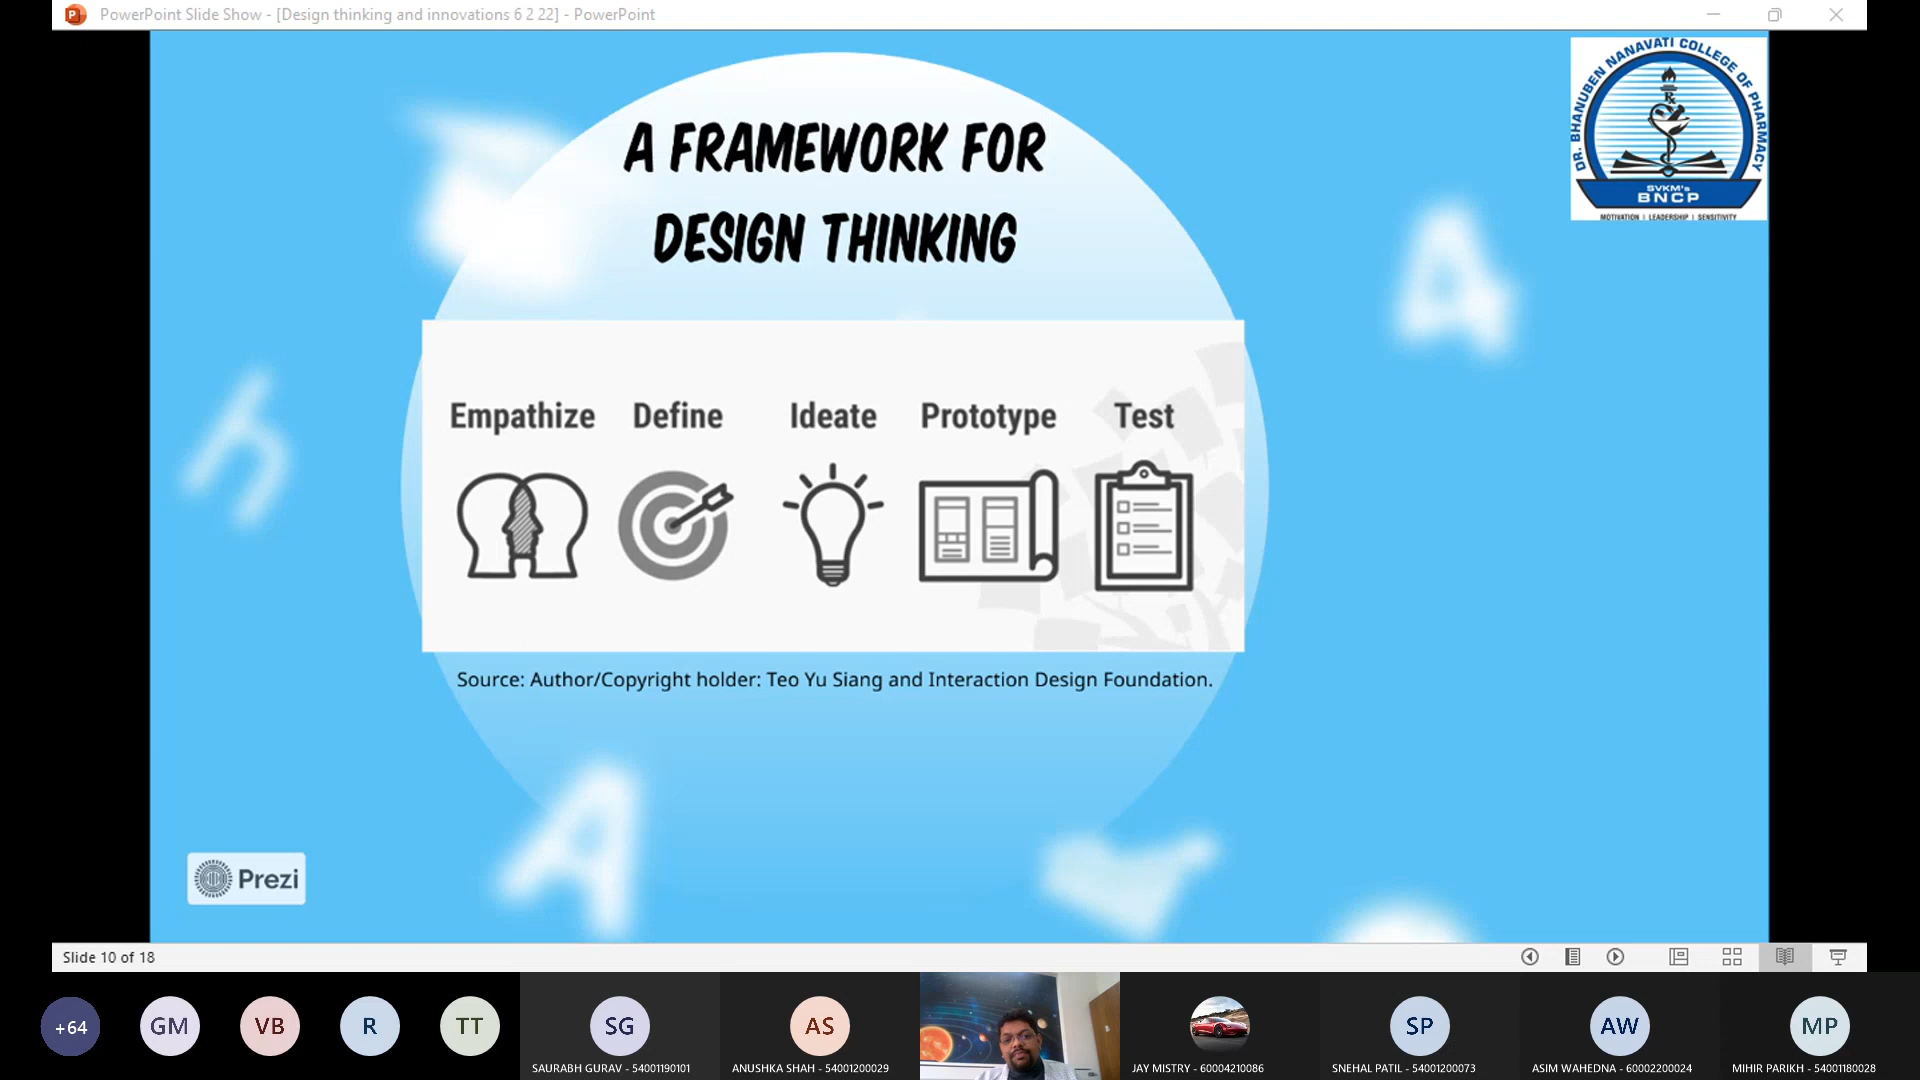 PowerPoint Slide Show - [Design thinking and innovations 6 2 22] - PowerPoint
DR. BHANUBEN NANAVATI COLLEGE OF PHARMACY
Rx
SVKM's
BNCP
MOTIVATION | LEADERSHIP | SENSITIVITY
A FRAMEWORK FOR
DESIGN THINKING
Empathize Define Ideate Prototype Test
Source: Author/Copyright holder: Teo Yu Siang and Interaction Design Foundation.
h
A
A
Prezi
Slide 10 of 18
+64 GM VB R TT SG AS SP AW MP
SAURABH GURAV - 54001190101 ANUSHKA SHAH - 54001200029 JAY MISTRY - 60004210086 SNEHAL PATIL - 54001200073 ASIM WAHEDNA - 60002200024 MIHIR PARIKH - 54001180028